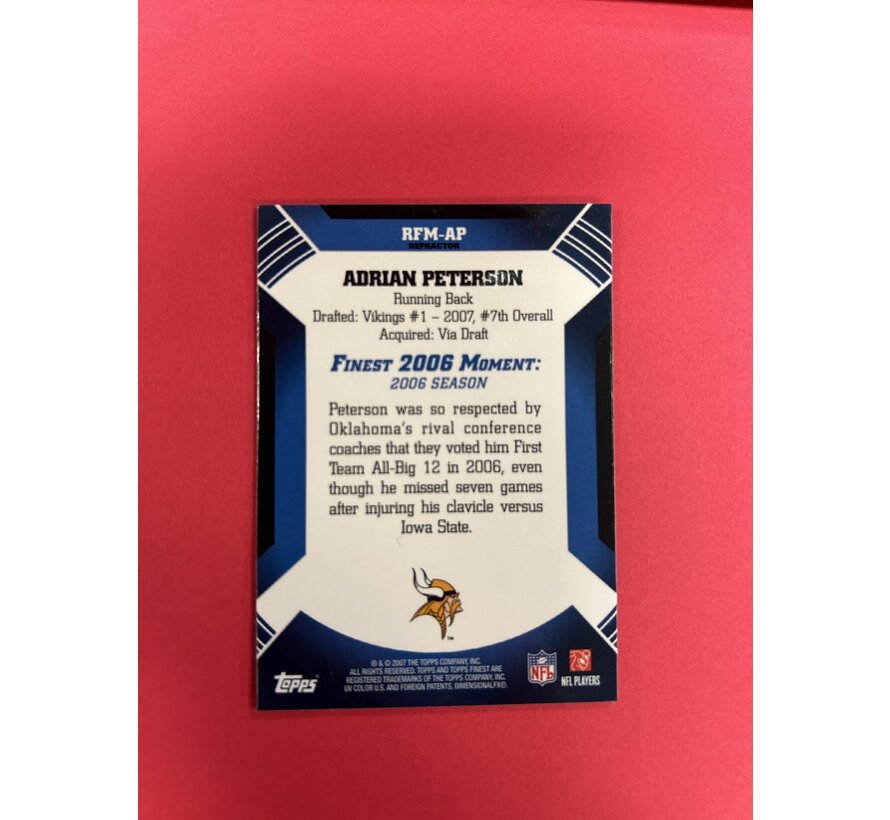 RFM-AP
REFRACTOR
ADRIAN PETERSON
Running Back
Drafted: Vikings #1 – 2007, #7th Overall
Acquired: Via Draft
FINEST 2006 MOMENT:
2006 SEASON
Peterson was so respected by
Oklahoma's rival conference
coaches that they voted him First
Team All-Big 12 in 2006, even
though he missed seven games
after injuring his clavicle versus
Iowa State.
TM
® & © 2007 THE TOPPS COMPANY, INC.
ALL RIGHTS RESERVED. TOPPS AND TOPPS FINEST ARE
REGISTERED TRADEMARKS OF THE TOPPS COMPANY, INC.
UV COLOR U.S. AND FOREIGN PATENTS, DIMENSIONALFX®.
Topps
NFL
NFL PLAYERS